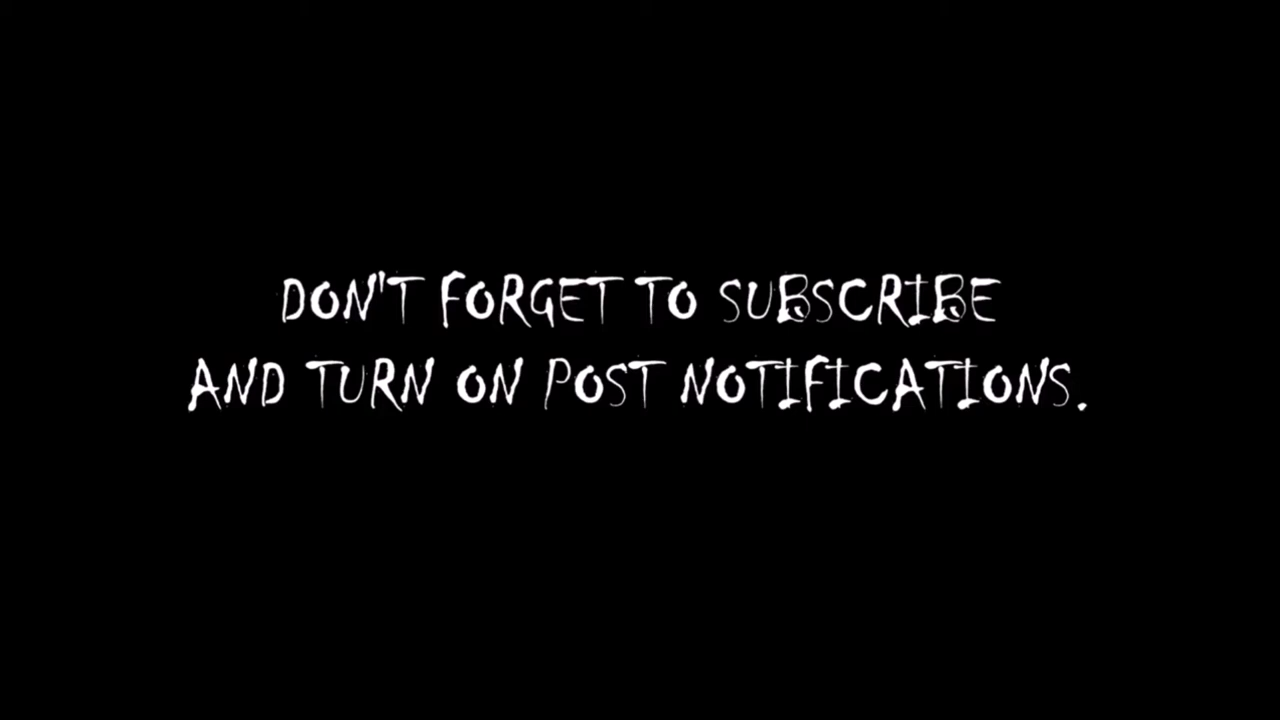 DON'T FORGET TO SUBSCRIBE
AND TURN ON POST NOTIFICATIONS.